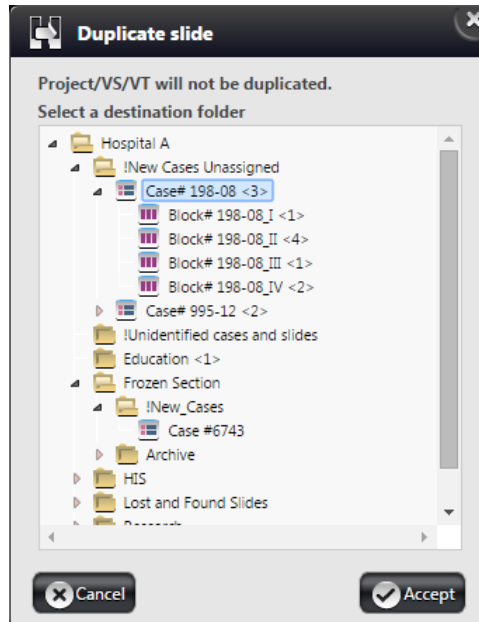 Duplicate slide
Project/VS/VT will not be duplicated.
Select a destination folder
Hospital A
!New Cases Unassigned
Case# 198-08 <3>
Block# 198-08_I <1>
Block# 198-08_II <4>
Block# 198-08_III <1>
Block# 198-08_IV <2>
Case# 995-12 <2>
!Unidentified cases and slides
Education <1>
Frozen Section
!New_Cases
Case #6743
Archive
HIS
Lost and Found Slides
Research
Cancel
Accept